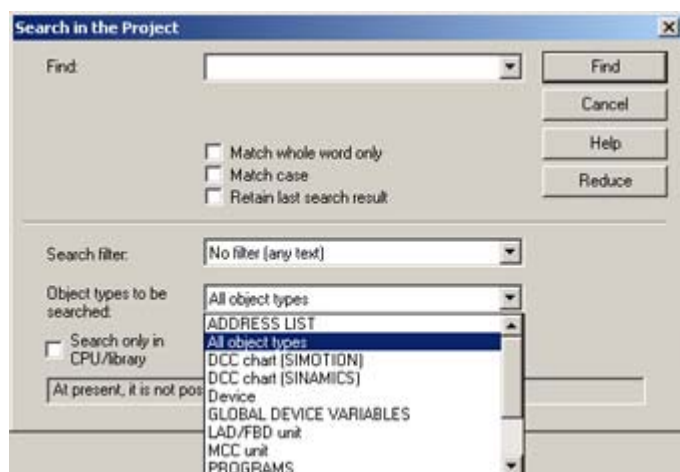 Search in the Project
Find:
Find
Cancel
Help
Reduce
Match whole word only
Match case
Retain last search result
Search filter:
No filter (any text)
Object types to be
searched:
All object types
ADDRESS LIST
All object types
DCC chart (SIMOTION)
DCC chart (SINAMICS)
Device
GLOBAL DEVICE VARIABLES
LAD/FBD unit
MCC unit
PROGRAMS
Search only in
CPU/library
At present, it is not